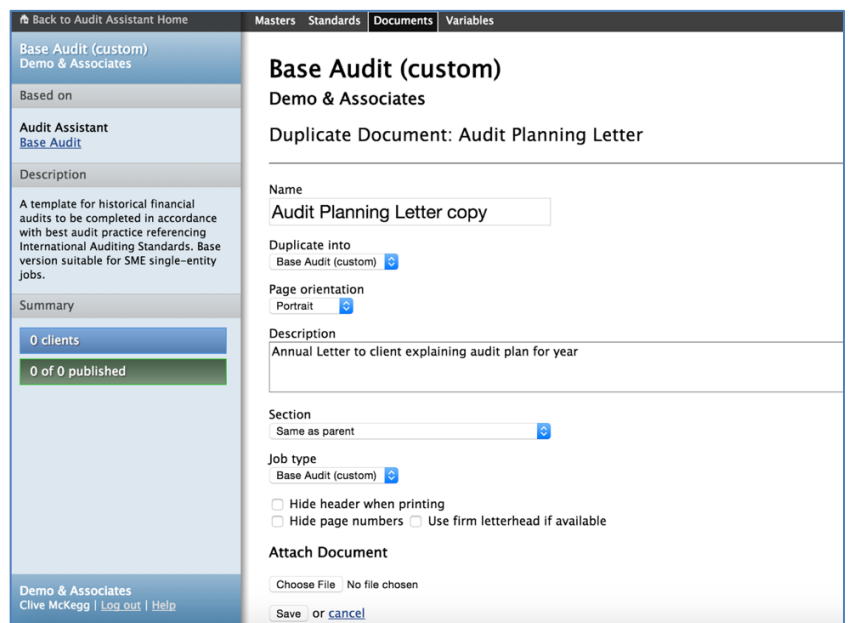 Back to Audit Assistant Home
Masters Standards Documents Variables
Base Audit (custom)
Demo & Associates
Based on
Audit Assistant
Base Audit
Description
A template for historical financial
audits to be completed in accordance
with best audit practice referencing
International Auditing Standards. Base
version suitable for SME single-entity
jobs.
Summary
0 clients
0 of 0 published
Demo & Associates
Clive McKegg | Log out | Help
Base Audit (custom)
Demo & Associates
Duplicate Document: Audit Planning Letter
Name
Audit Planning Letter copy
Duplicate into
Base Audit (custom)
Page orientation
Portrait
Description
Annual Letter to client explaining audit plan for year
Section
Same as parent
Job type
Base Audit (custom)
Hide header when printing
Hide page numbers Use firm letterhead if available
Attach Document
Choose File No file chosen
Save or cancel